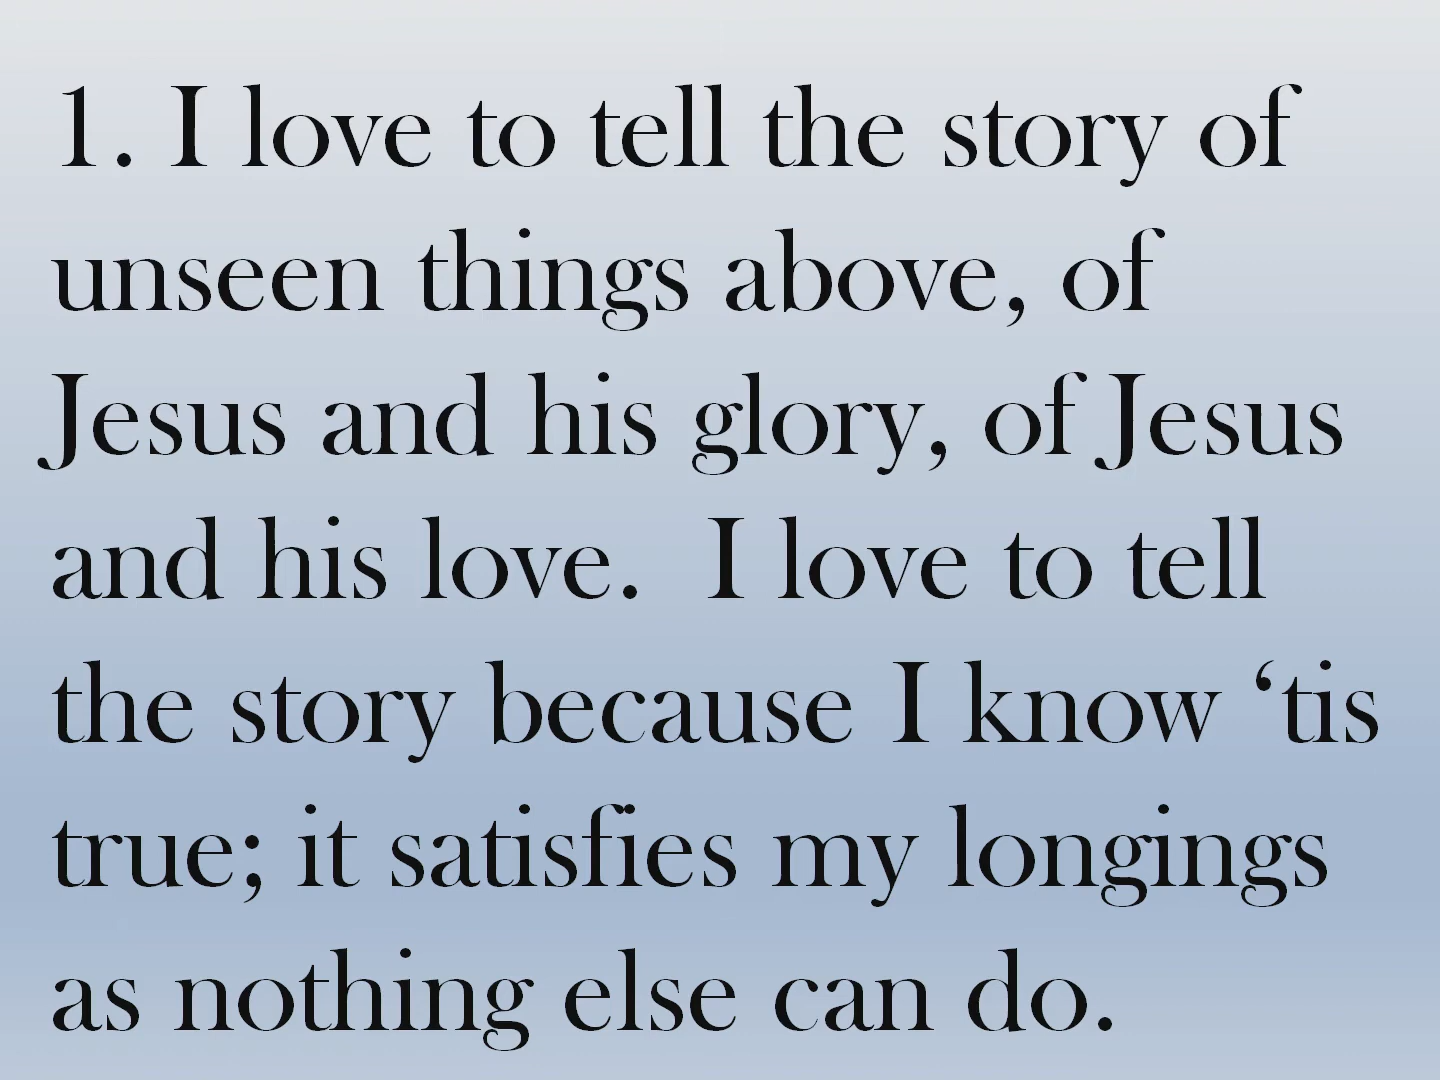 1. I love to tell the story of
unseen things above, of
Jesus and his glory, of Jesus
and his love.  I love to tell
the story because I know ‘tis
true; it satisfies my longings
as nothing else can do.